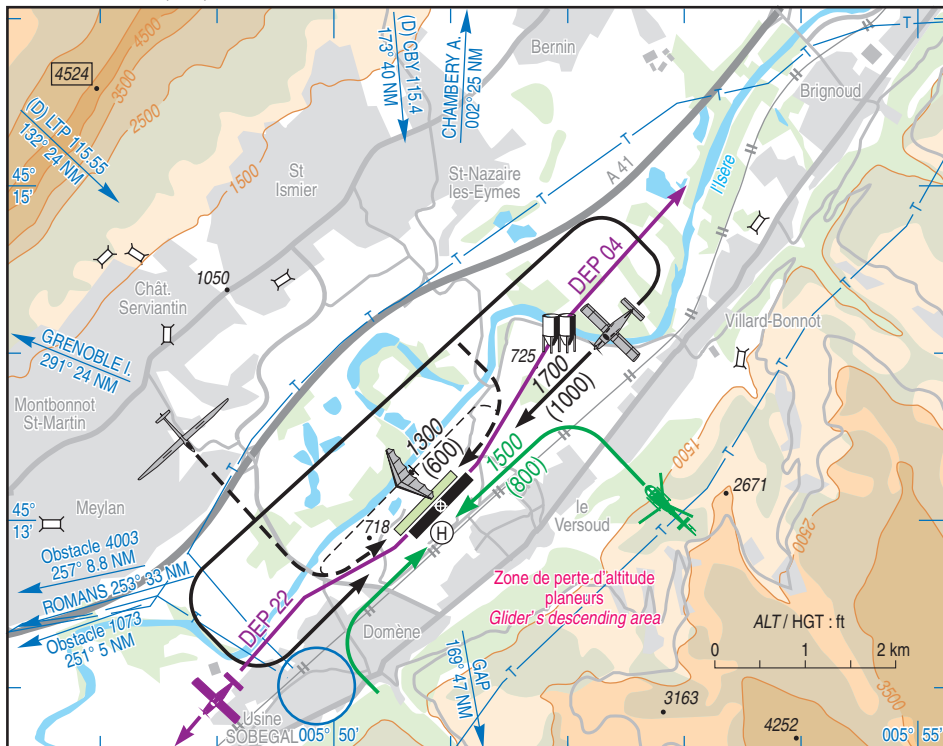 4500
3500
2500
4524
(D) LTP 115.55
132° 24 NM
1500
(D) CBY 115.4
173° 40 NM
CHAMBERY A.
002° 25 NM
Bernin
Brignoud
T
T
T
45°
15'
St
Ismier
St-Nazaire
les-Eymes
A 41
l'Isère
DEP 04
1050
Chât.
Serviantin
GRENOBLE I.
291° 24 NM
Montbonnot
St-Martin
725
1700
(1000)
Villard-Bonnot
T
T
T
1300
(600)
1500
(800)
1500
2671
2500
Meylan
45°
13'
718
H
le
Versoud
Obstacle 4003
257° 8.8 NM
ROMANS 253° 33 NM
Obstacle 1073
251° 5 NM
Zone de perte d'altitude
planeurs
Glider's descending area
DEP 22
Domène
ALT / HGT : ft
0 1 2 km
GAP
169° 47 NM
T
T
Usine
SOBEGAL
3163
4252
3500
005° 50'
005° 55'